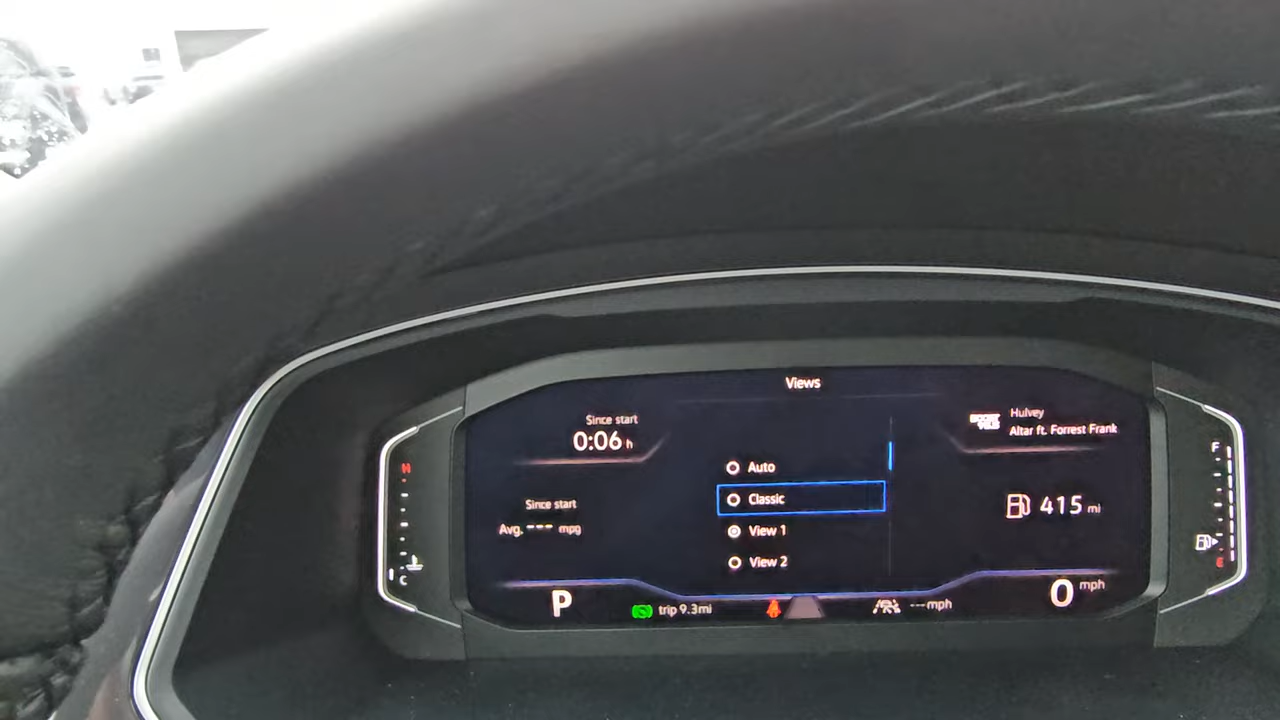 Views
Since start
0:06 h
Hulvey
Altar ft. Forrest Frank
H
F
Auto
Classic
View 1
View 2
Since start
Avg. --- mpg
415 mi
C
E
P
trip 9.3mi
---mph
0 mph